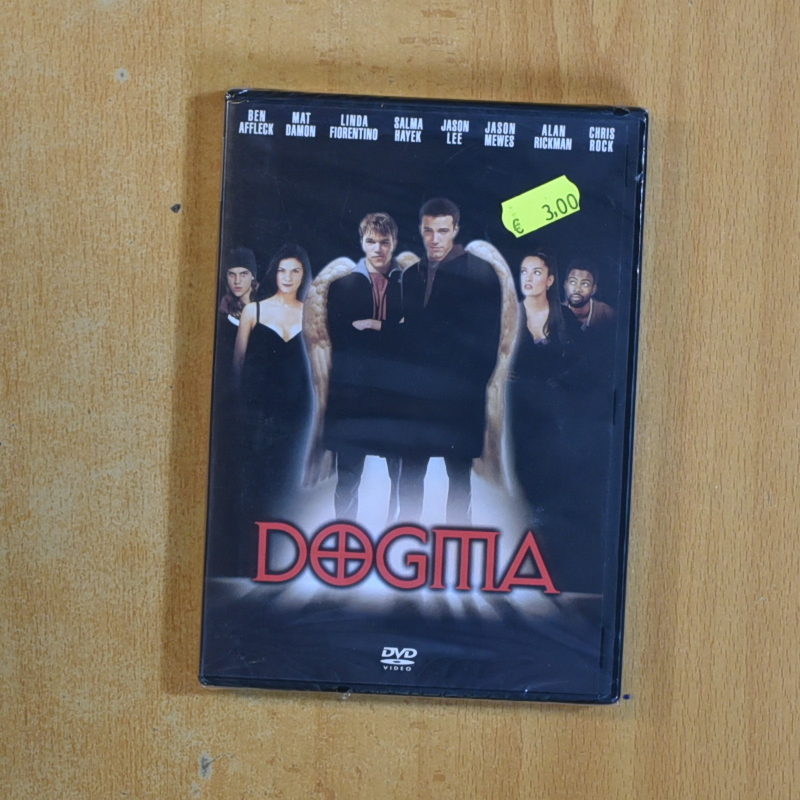 BEN
AFFLECK
MAT
DAMON
LINDA
FIORENTINO
SALMA
HAYEK
JASON
LEE
JASON
MEWES
ALAN
RICKMAN
CHRIS
ROCK
€ 3,00
DOGMA
DVD
VIDEO